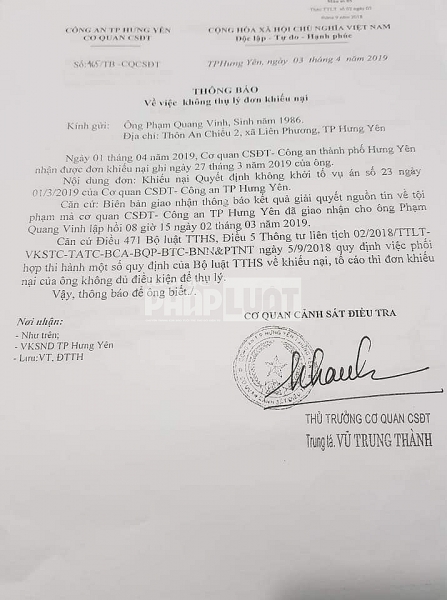 CÔNG AN TP HƯNG YÊN
CƠ QUAN CSĐT
CỘNG HÒA XÃ HỘI CHỦ NGHĨA VIỆT NAM
Độc lập - Tự do - Hạnh phúc
Số: 465/TB-CQCSĐT
TPHưng Yên, ngày 03 tháng 4 năm 2019
THÔNG BÁO
Về việc không thụ lý đơn khiếu nại
Kính gửi: Ông Phạm Quang Vinh, Sinh năm 1986.
Địa chỉ: Thôn An Chiểu 2, xã Liên Phương, TP Hưng Yên
Ngày 01 tháng 04 năm 2019, Cơ quan CSĐT- Công an thành phố Hưng Yên
nhận được đơn khiếu nại ghi ngày 27 tháng 3 năm 2019 của ông.
Nội dung đơn: Khiếu nại Quyết định không khởi tố vụ án số 23 ngày
01/3/2019 của Cơ quan CSĐT- Công an TP Hưng Yên.
Căn cứ: Biên bản giao nhận thông báo kết quả giải quyết nguồn tin về tội
phạm mà cơ quan CSĐT- Công an TP Hưng Yên đã giao nhận cho ông Phạm
Quang Vinh lập hồi 08 giờ 15 ngày 02 tháng 03 năm 2019.
Căn cứ Điều 471 Bộ luật TTHS, Điều 5 Thông tư liên tịch 02/2018/TTLT-
VKSTC-TATC-BCA-BQP-BTC-BNN&PTNT ngày 5/9/2018 quy định việc phối
hợp thi hành một số quy định của Bộ luật TTHS về khiếu nại, tố cáo thì đơn khiếu
nại của ông không đủ điều kiện để thụ lý.
Vậy, thông báo để ông biết./.
PHÁP LUẬT
Nơi nhận:
- Như trên;
- VKSND TP Hưng Yên
- Lưu:VT, ĐTTH
CƠ QUAN CẢNH SÁT ĐIỀU TRA
THỦ TRƯỞNG CƠ QUAN CSĐT
Trung tá. VŨ TRUNG THÀNH